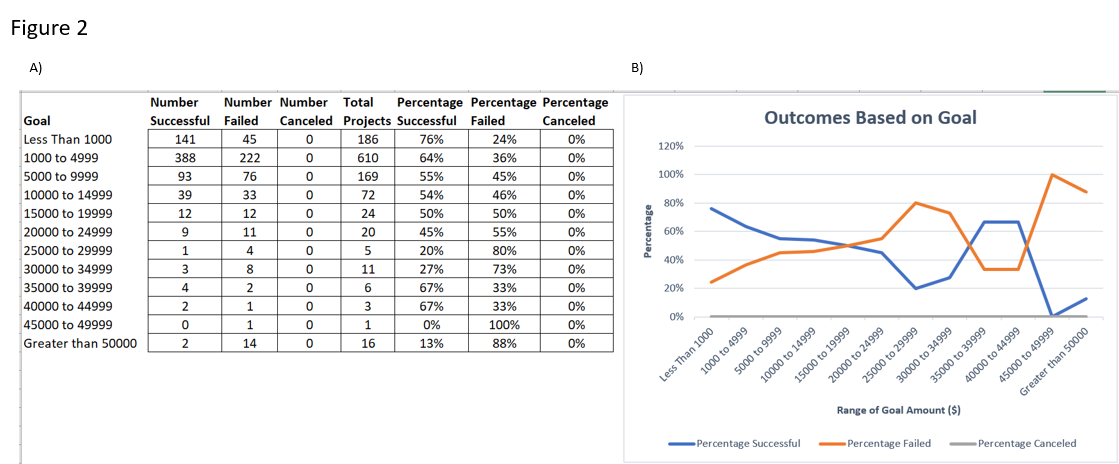 Figure 2
A)
Number Number Number Total Percentage Percentage Percentage
Goal Successful Failed Canceled Projects Successful Failed Canceled
Less Than 1000 141 45 0 186 76% 24% 0%
1000 to 4999 388 222 0 610 64% 36% 0%
5000 to 9999 93 76 0 169 55% 45% 0%
10000 to 14999 39 33 0 72 54% 46% 0%
15000 to 19999 12 12 0 24 50% 50% 0%
20000 to 24999 9 11 0 20 45% 55% 0%
25000 to 29999 1 4 0 5 20% 80% 0%
30000 to 34999 3 8 0 11 27% 73% 0%
35000 to 39999 4 2 0 6 67% 33% 0%
40000 to 44999 2 1 0 3 67% 33% 0%
45000 to 49999 0 1 0 1 0% 100% 0%
Greater than 50000 2 14 0 16 13% 88% 0%
B)
Outcomes Based on Goal
Percentage
120%
100%
80%
60%
40%
20%
0%
Less Than 1000
1000 to 4999
5000 to 9999
10000 to 14999
15000 to 19999
20000 to 24999
25000 to 29999
30000 to 34999
35000 to 39999
40000 to 44999
45000 to 49999
Greater than 50000
Range of Goal Amount ($)
Percentage Successful Percentage Failed Percentage Canceled